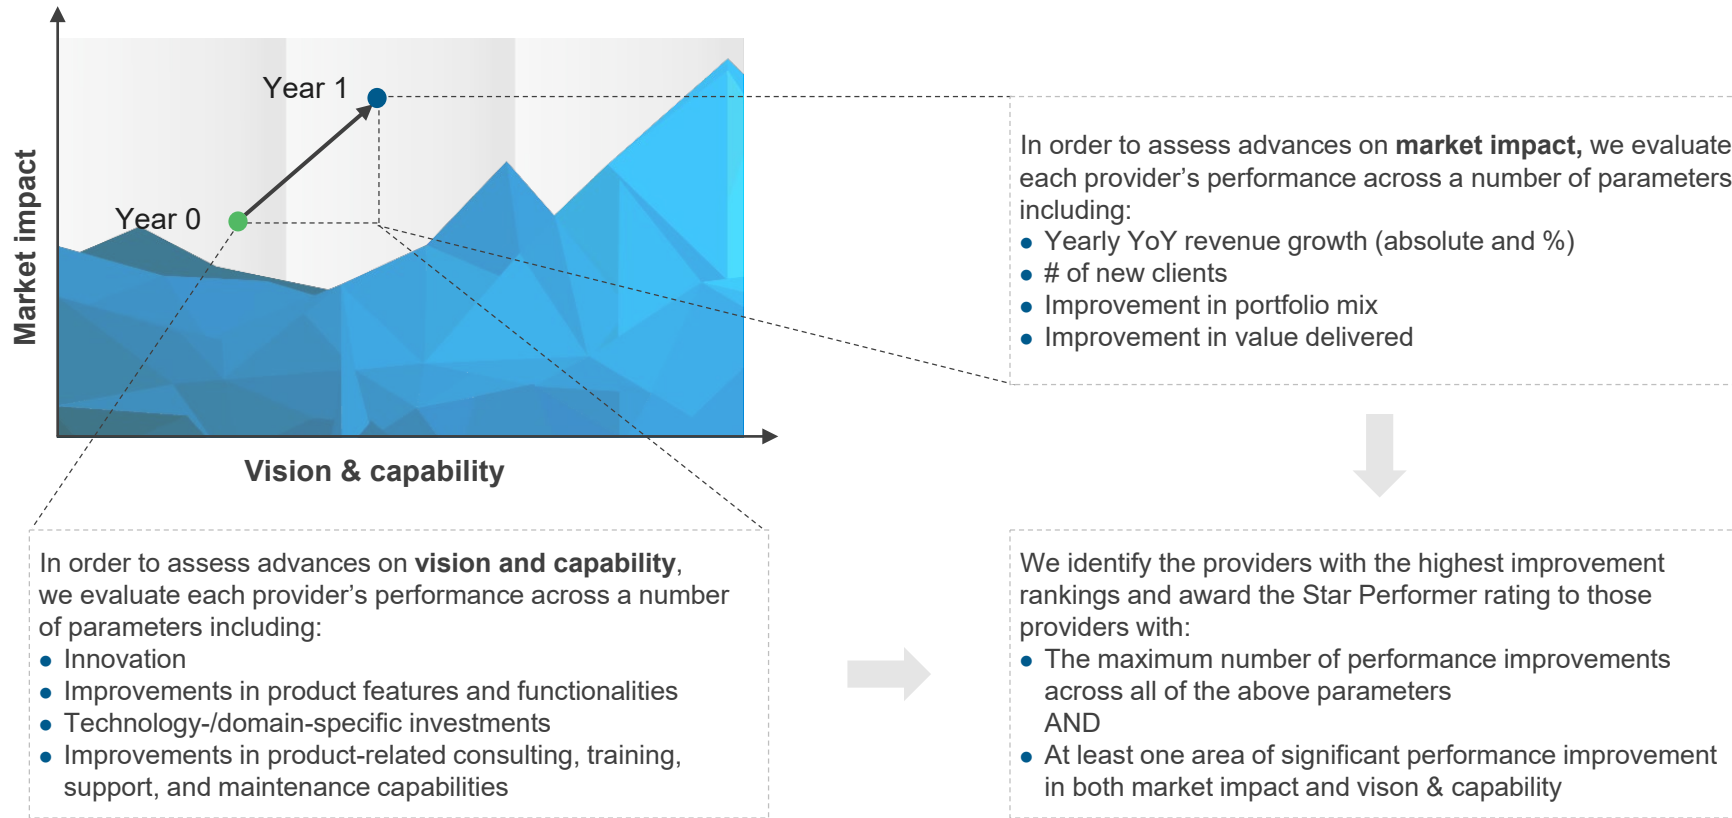 Market impact
Year 1
Year 0
Vision & capability
In order to assess advances on market impact, we evaluate
each provider’s performance across a number of parameters
including:
● Yearly YoY revenue growth (absolute and %)
● # of new clients
● Improvement in portfolio mix
● Improvement in value delivered
In order to assess advances on vision and capability,
we evaluate each provider’s performance across a number
of parameters including:
● Innovation
● Improvements in product features and functionalities
● Technology-/domain-specific investments
● Improvements in product-related consulting, training,
support, and maintenance capabilities
We identify the providers with the highest improvement
rankings and award the Star Performer rating to those
providers with:
● The maximum number of performance improvements
across all of the above parameters
AND
● At least one area of significant performance improvement
in both market impact and vison & capability